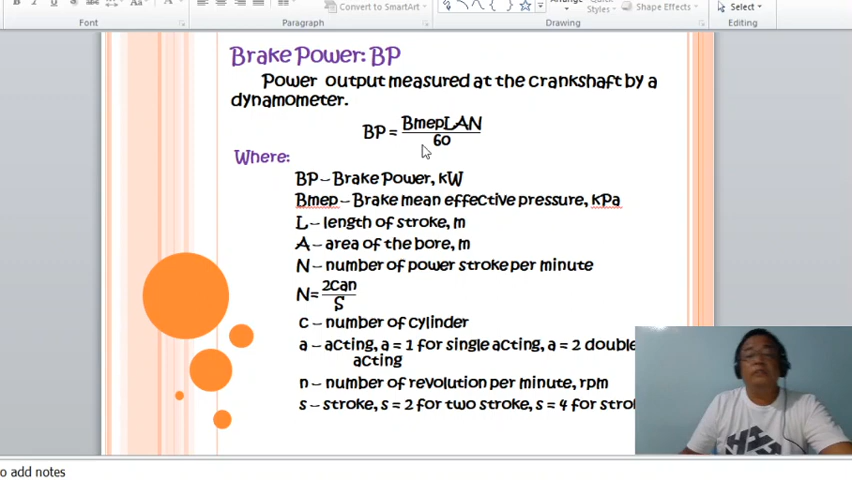 Convert to SmartArt
Arrange
Quick
Styles
Shape Effects
Select
Font
Paragraph
Drawing
Editing
Brake Power: BP
Power output measured at the crankshaft by a
dynamometer.
BP = BmepLAN
60
Where:
BP – Brake Power, kW
Bmep – Brake mean effective pressure, kPa
L – length of stroke, m
A – area of the bore, m
N – number of power stroke per minute
N= 2can
S
c – number of cylinder
a – acting, a = 1 for single acting, a = 2 double
acting
n – number of revolution per minute, rpm
s – stroke, s = 2 for two stroke, s = 4 for strok
o add notes